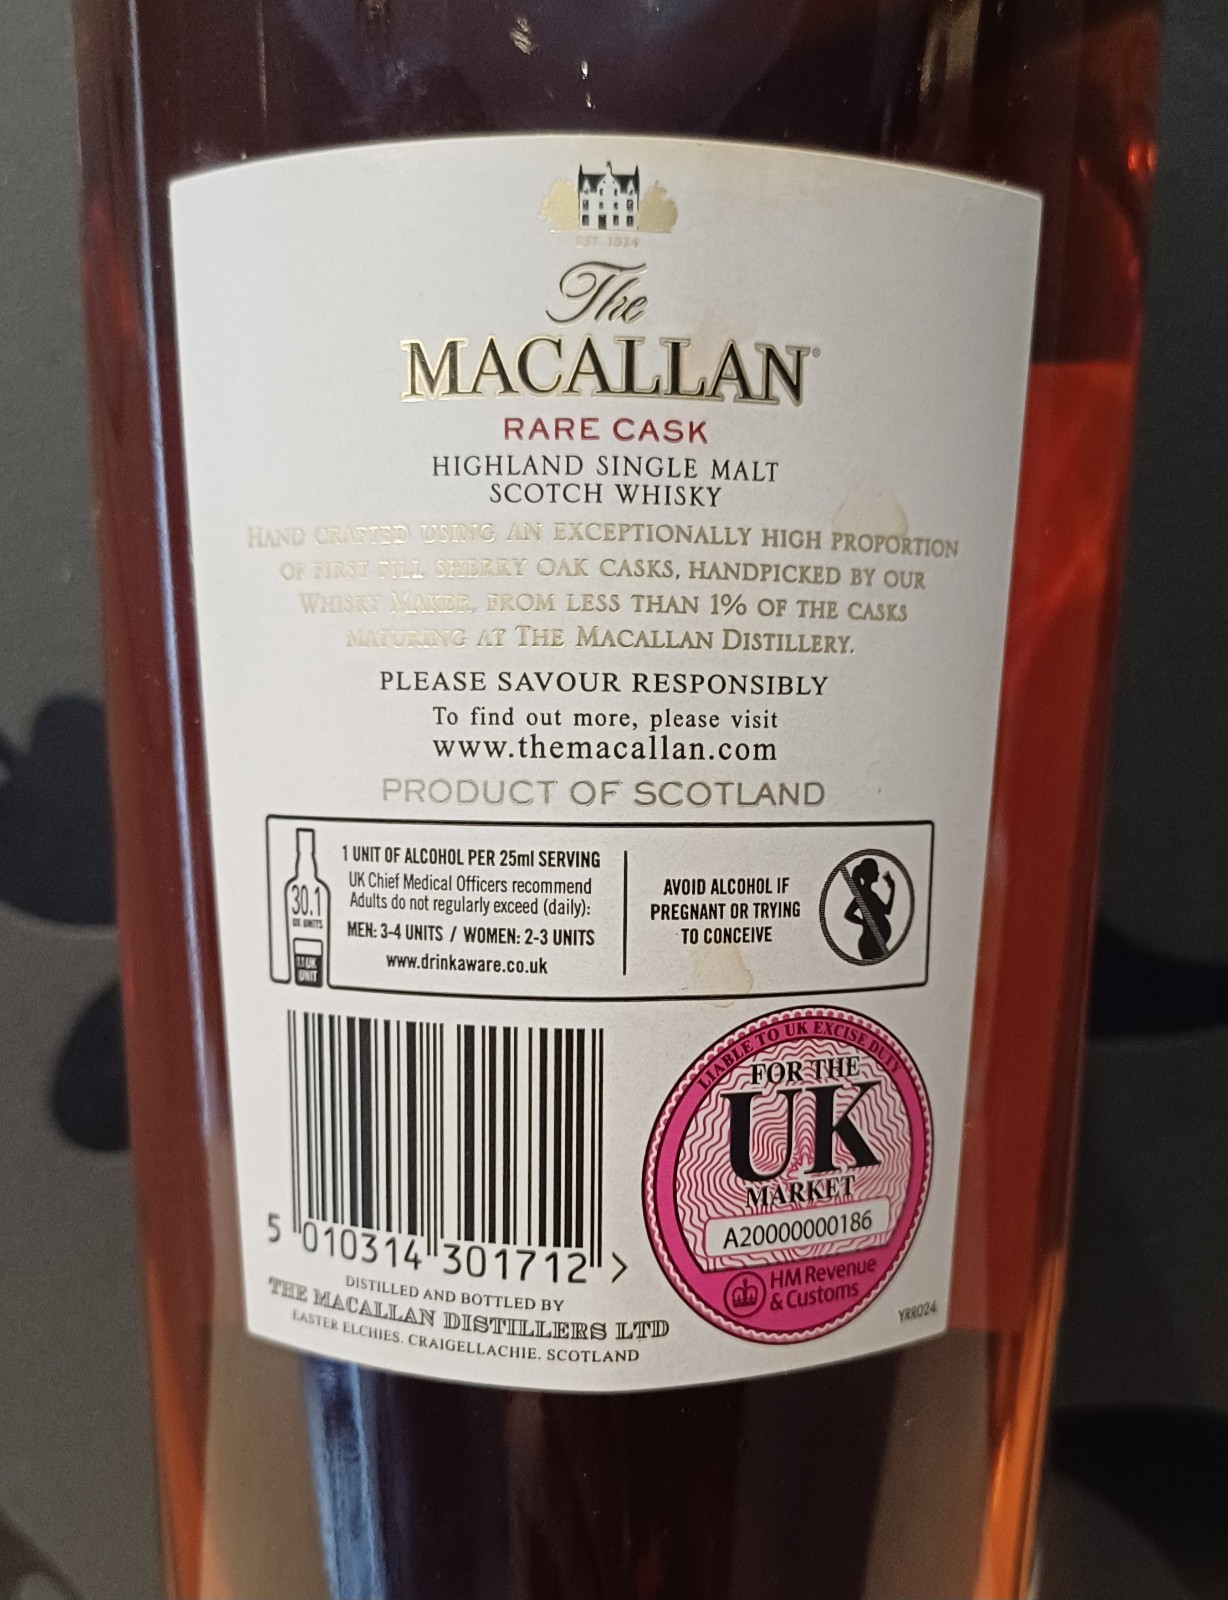 EST. 1824
The
MACALLAN®
RARE CASK
HIGHLAND SINGLE MALT
SCOTCH WHISKY
HAND CRAFTED USING AN EXCEPTIONALLY HIGH PROPORTION
OF FIRST FILL SHERRY OAK CASKS, HANDPICKED BY OUR
WHISKY MAKER, FROM LESS THAN 1% OF THE CASKS
MATURING AT THE MACALLAN DISTILLERY.
PLEASE SAVOUR RESPONSIBLY
To find out more, please visit
www.themacallan.com
PRODUCT OF SCOTLAND
30.1
UK UNITS
1.1 UK
UNIT
1 UNIT OF ALCOHOL PER 25ml SERVING
UK Chief Medical Officers recommend
Adults do not regularly exceed (daily):
MEN: 3-4 UNITS / WOMEN: 2-3 UNITS
www.drinkaware.co.uk
AVOID ALCOHOL IF
PREGNANT OR TRYING
TO CONCEIVE
5 010314 301712 >
LIABLE TO UK EXCISE DUTY
FOR THE
UK
MARKET
A20000000186
HM Revenue
& Customs
DISTILLED AND BOTTLED BY
THE MACALLAN DISTILLERS LTD
EASTER ELCHIES. CRAIGELLACHIE. SCOTLAND
YRR024